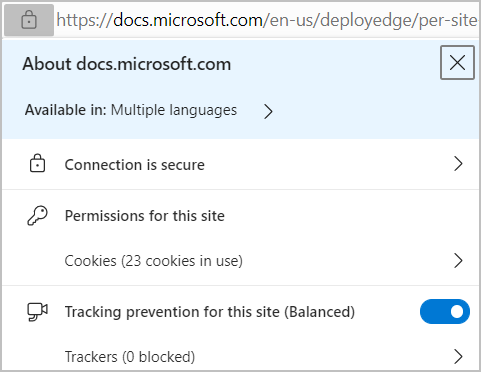 https://docs.microsoft.com/en-us/deployedge/per-site
About docs.microsoft.com
Available in: Multiple languages
Connection is secure
Permissions for this site
Cookies (23 cookies in use)
Tracking prevention for this site (Balanced)
Trackers (0 blocked)